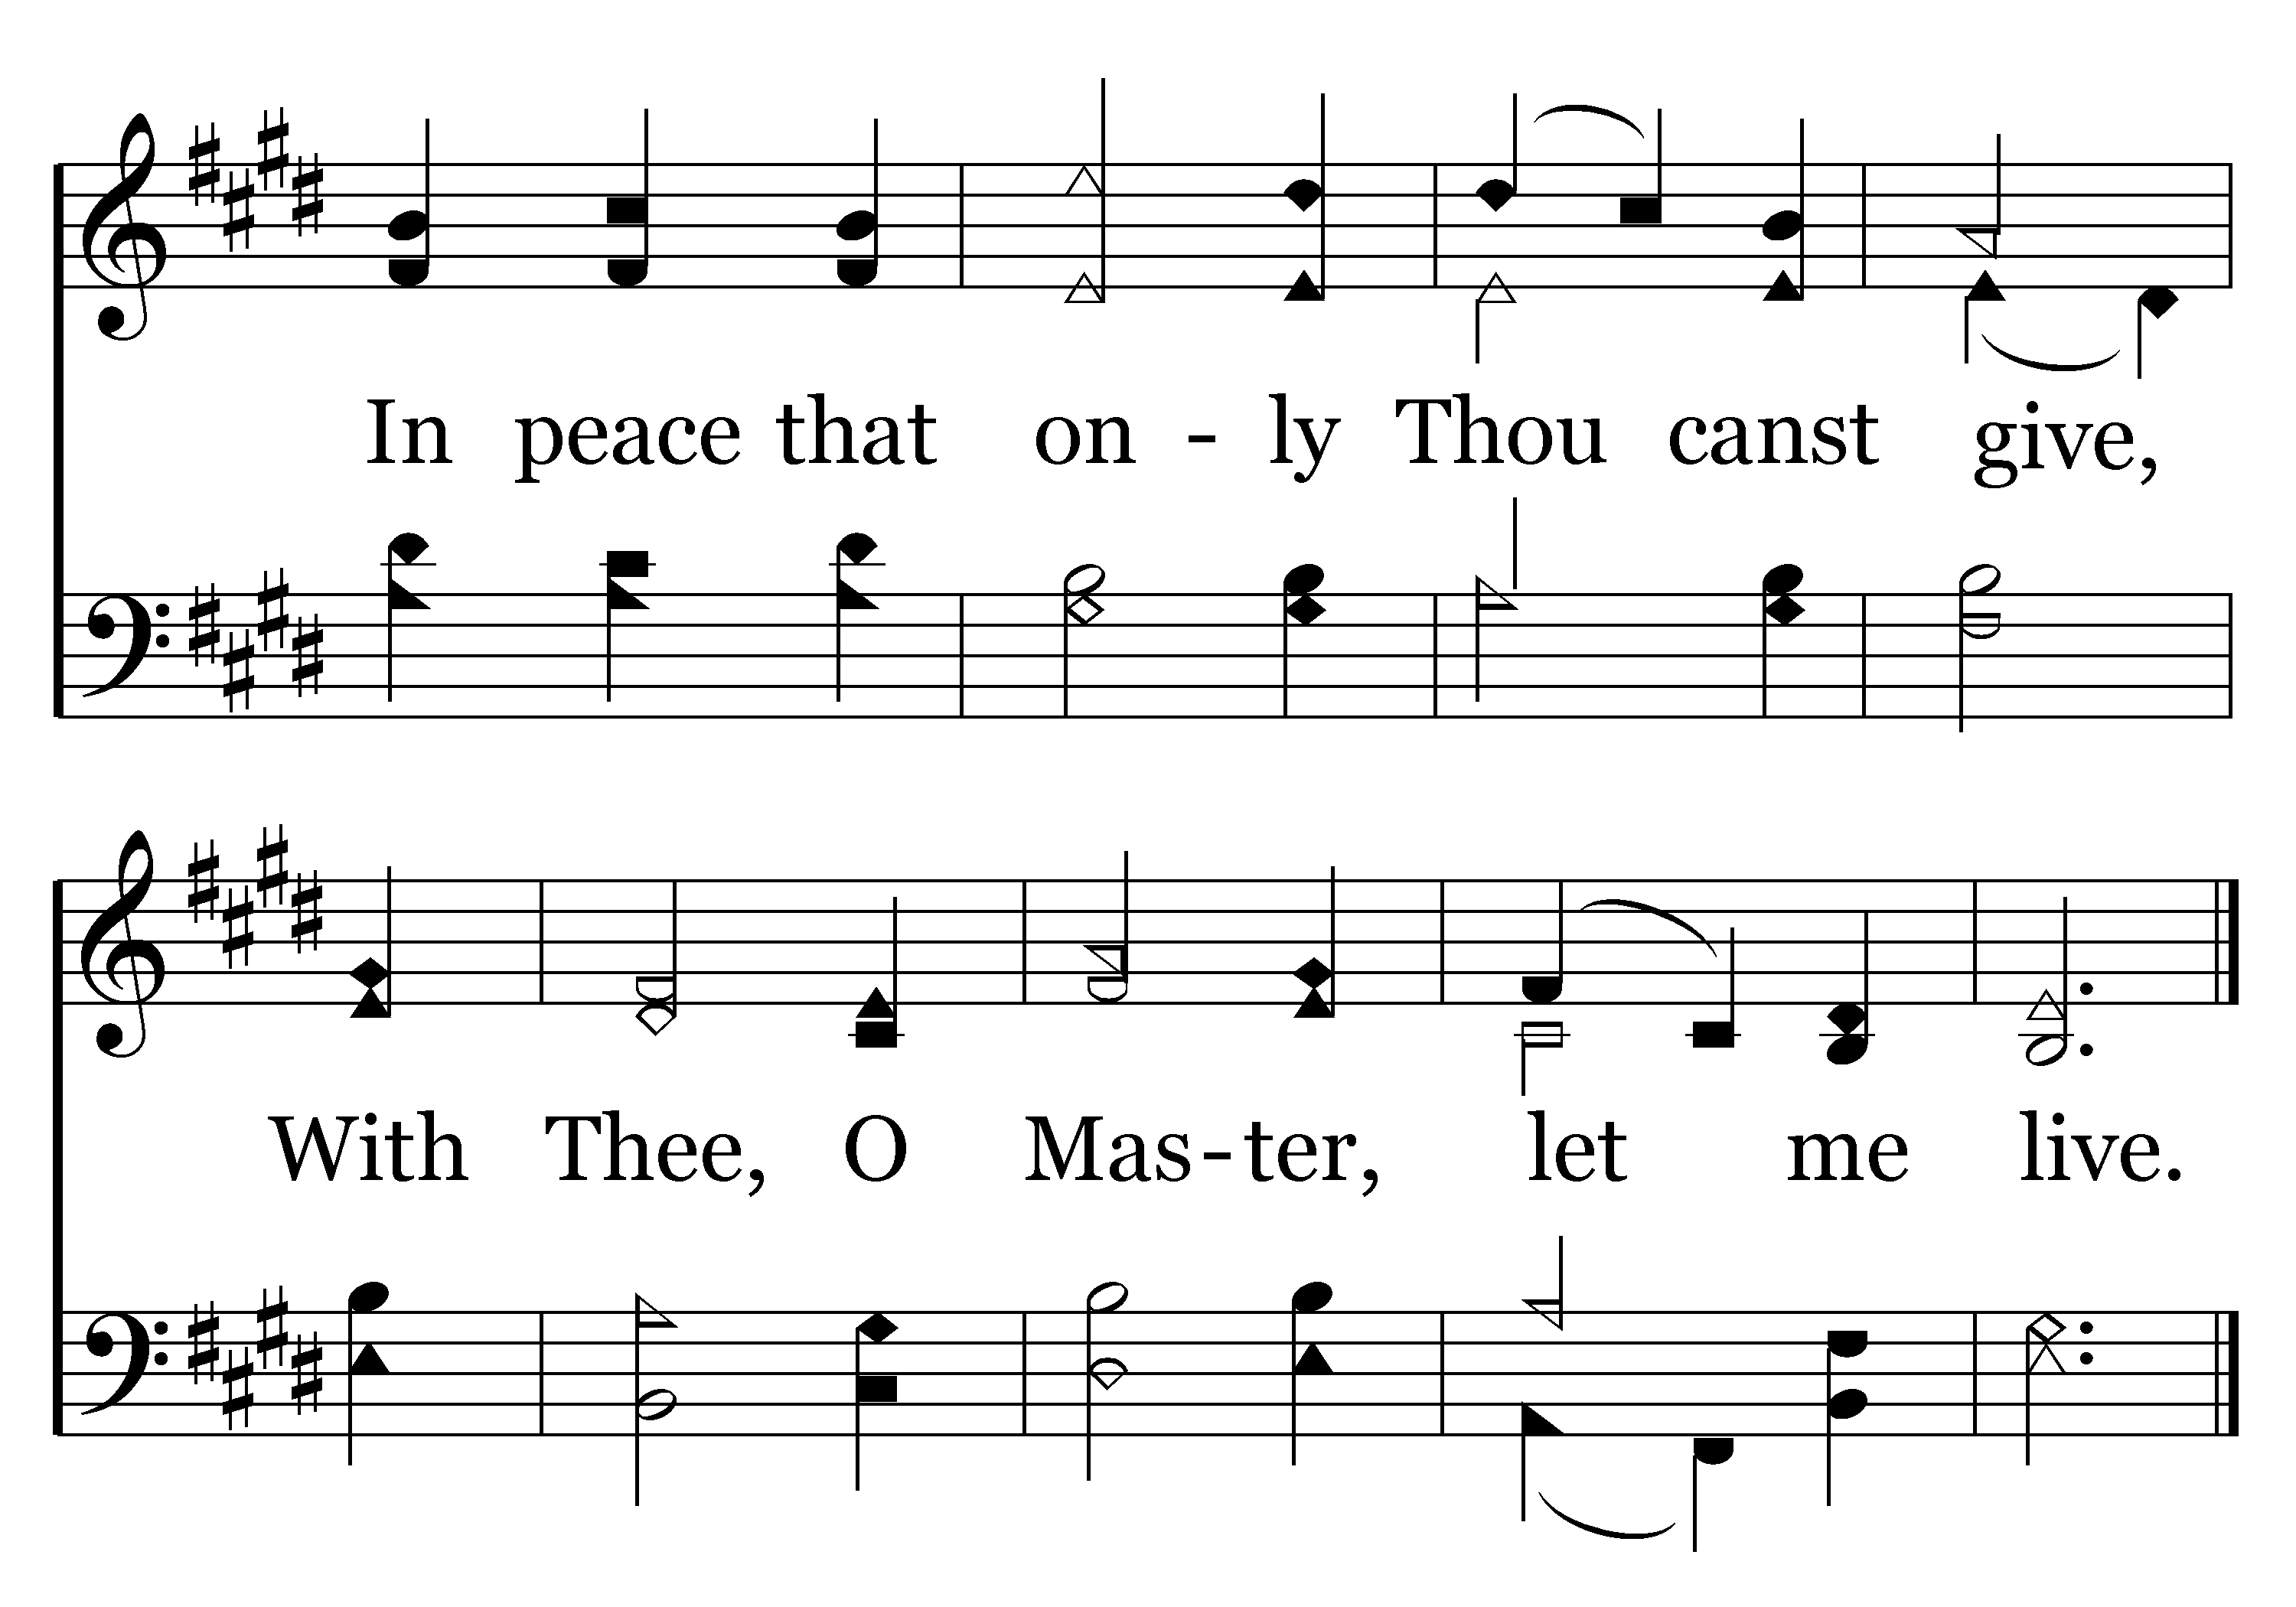 In peace that on - ly Thou canst give,
With Thee, O Mas - ter, let me live.